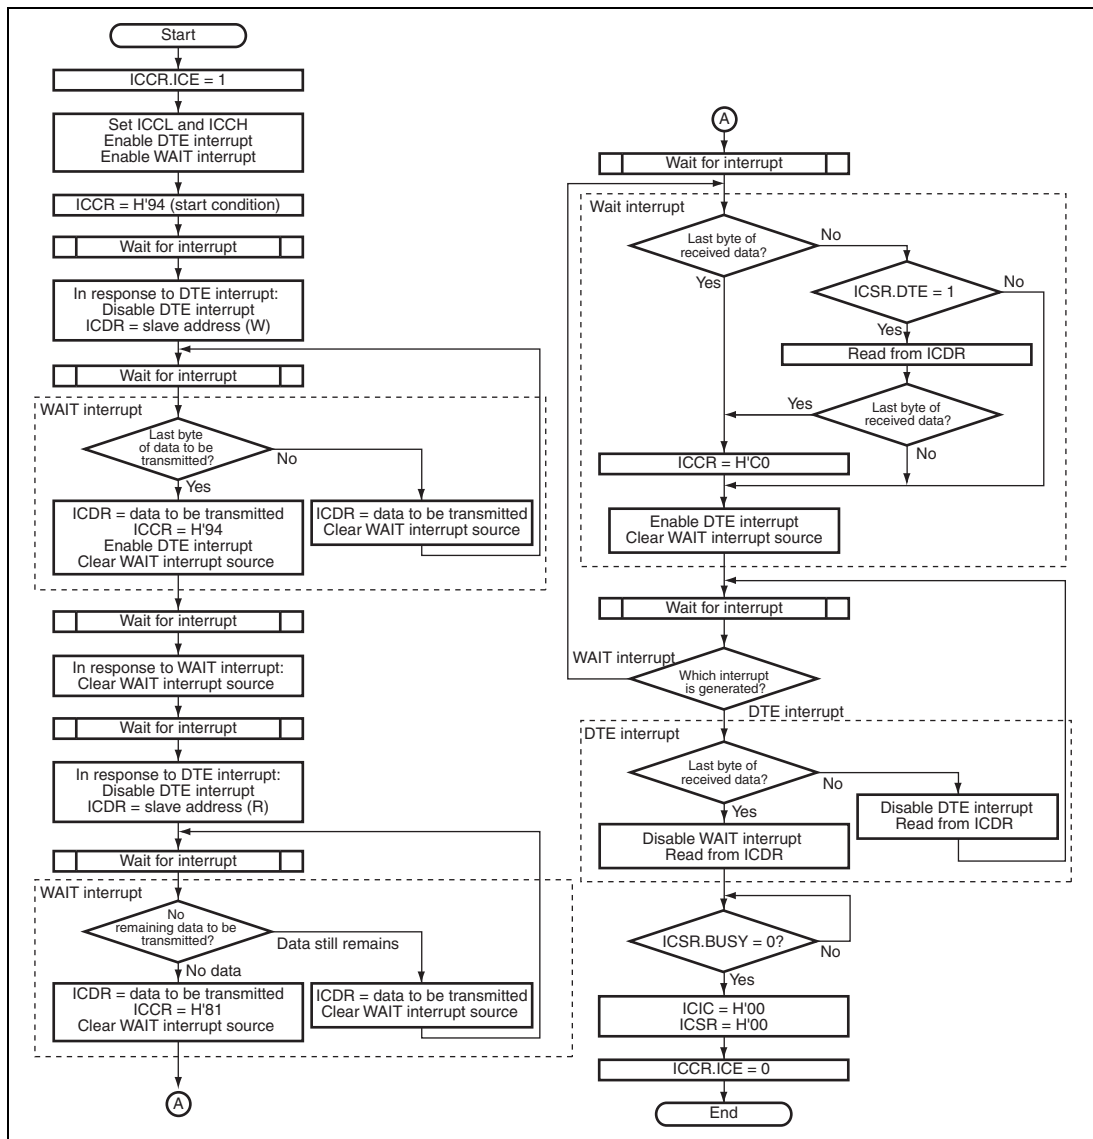 Start
ICCR.ICE = 1
Set ICCL and ICCH
Enable DTE interrupt
Enable WAIT interrupt
ICCR = H'94 (start condition)
Wait for interrupt
In response to DTE interrupt:
Disable DTE interrupt
ICDR = slave address (W)
Wait for interrupt
WAIT interrupt
Last byte
of data to be
transmitted?
No
Yes
ICDR = data to be transmitted
ICCR = H'94
Enable DTE interrupt
Clear WAIT interrupt source
ICDR = data to be transmitted
Clear WAIT interrupt source
Wait for interrupt
In response to WAIT interrupt:
Clear WAIT interrupt source
Wait for interrupt
In response to DTE interrupt:
Disable DTE interrupt
ICDR = slave address (R)
Wait for interrupt
WAIT interrupt
No
remaining data to be
transmitted?
Data still remains
No data
ICDR = data to be transmitted
ICCR = H'81
Clear WAIT interrupt source
ICDR = data to be transmitted
Clear WAIT interrupt source
A
A
Wait for interrupt
Wait interrupt
Last byte of
received data?
No
Yes
ICSR.DTE = 1
No
Yes
Read from ICDR
Last byte of
received data?
Yes
No
ICCR = H'C0
Enable DTE interrupt
Clear WAIT interrupt source
Wait for interrupt
WAIT interrupt
Which interrupt
is generated?
DTE interrupt
DTE interrupt
Last byte of
received data?
No
Yes
Disable DTE interrupt
Read from ICDR
Disable WAIT interrupt
Read from ICDR
ICSR.BUSY = 0?
No
Yes
ICIC = H'00
ICSR = H'00
ICCR.ICE = 0
End